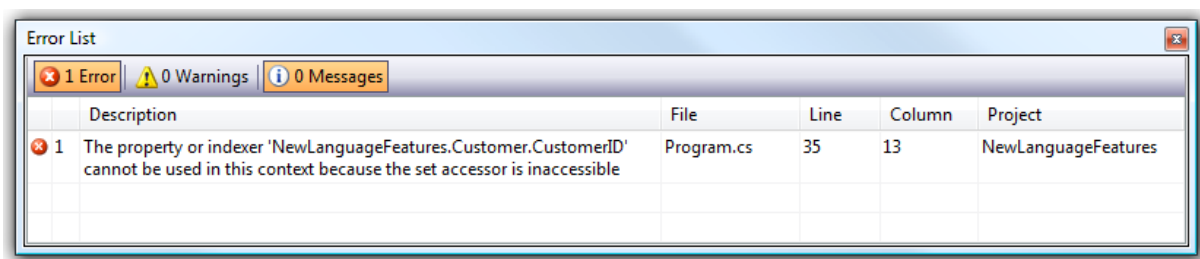 Error List
1 Error 0 Warnings 0 Messages
Description File Line Column Project
1 The property or indexer 'NewLanguageFeatures.Customer.CustomerID' Program.cs 35 13 NewLanguageFeatures
cannot be used in this context because the set accessor is inaccessible